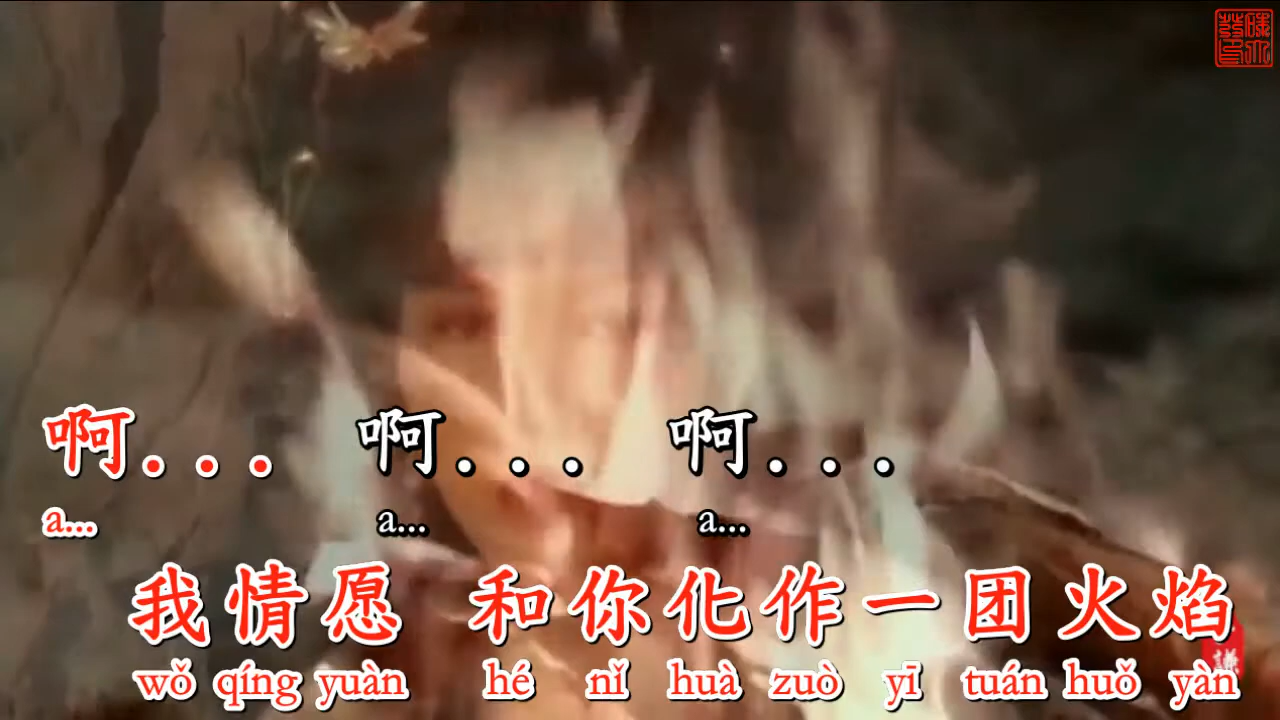 啊... 啊... 啊...
a... a... a...
我情愿 和你化作一团火焰
wǒ qíng yuàn hé nǐ huà zuò yī tuán huǒ yàn
謙